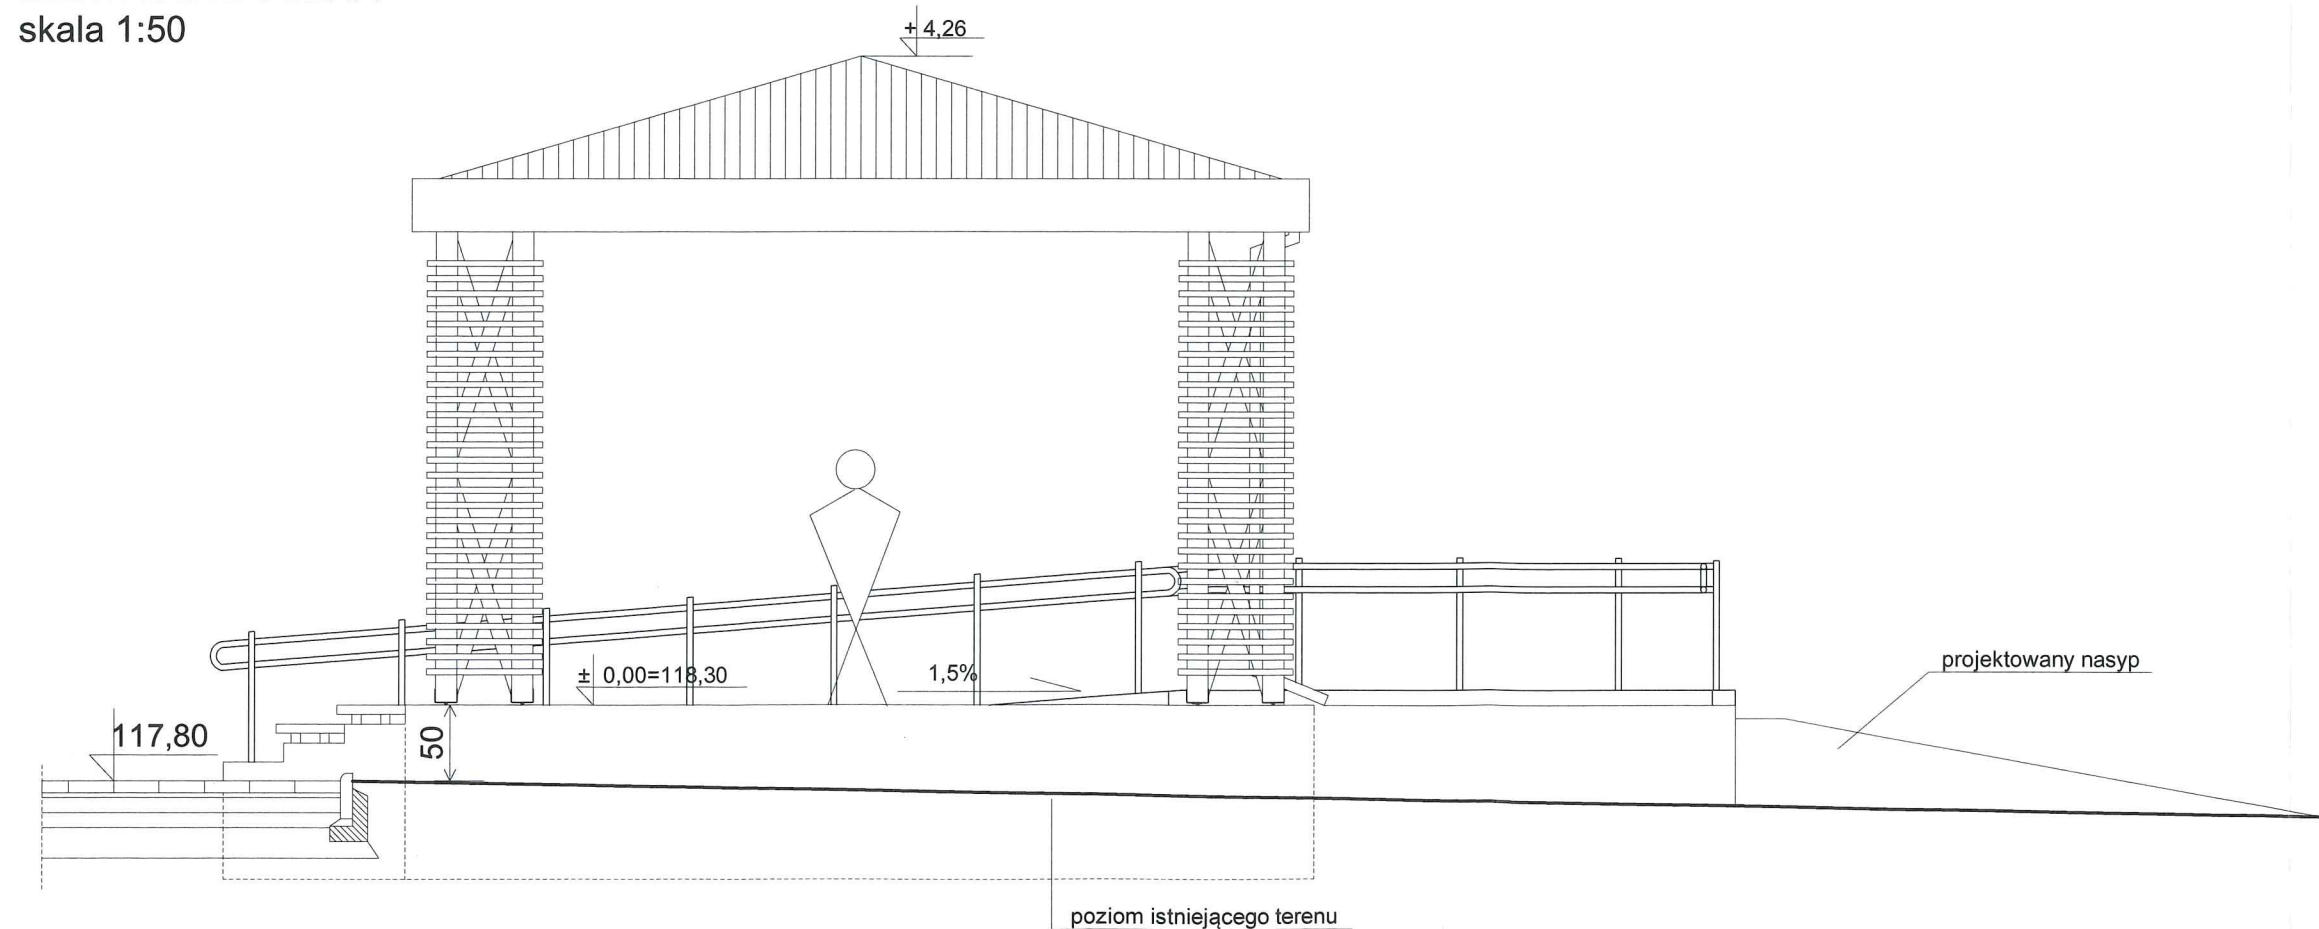 skala 1:50
+ 4,26
± 0,00=118,30
1,5%
projektowany nasyp
117,80
50
poziom istniejącego terenu